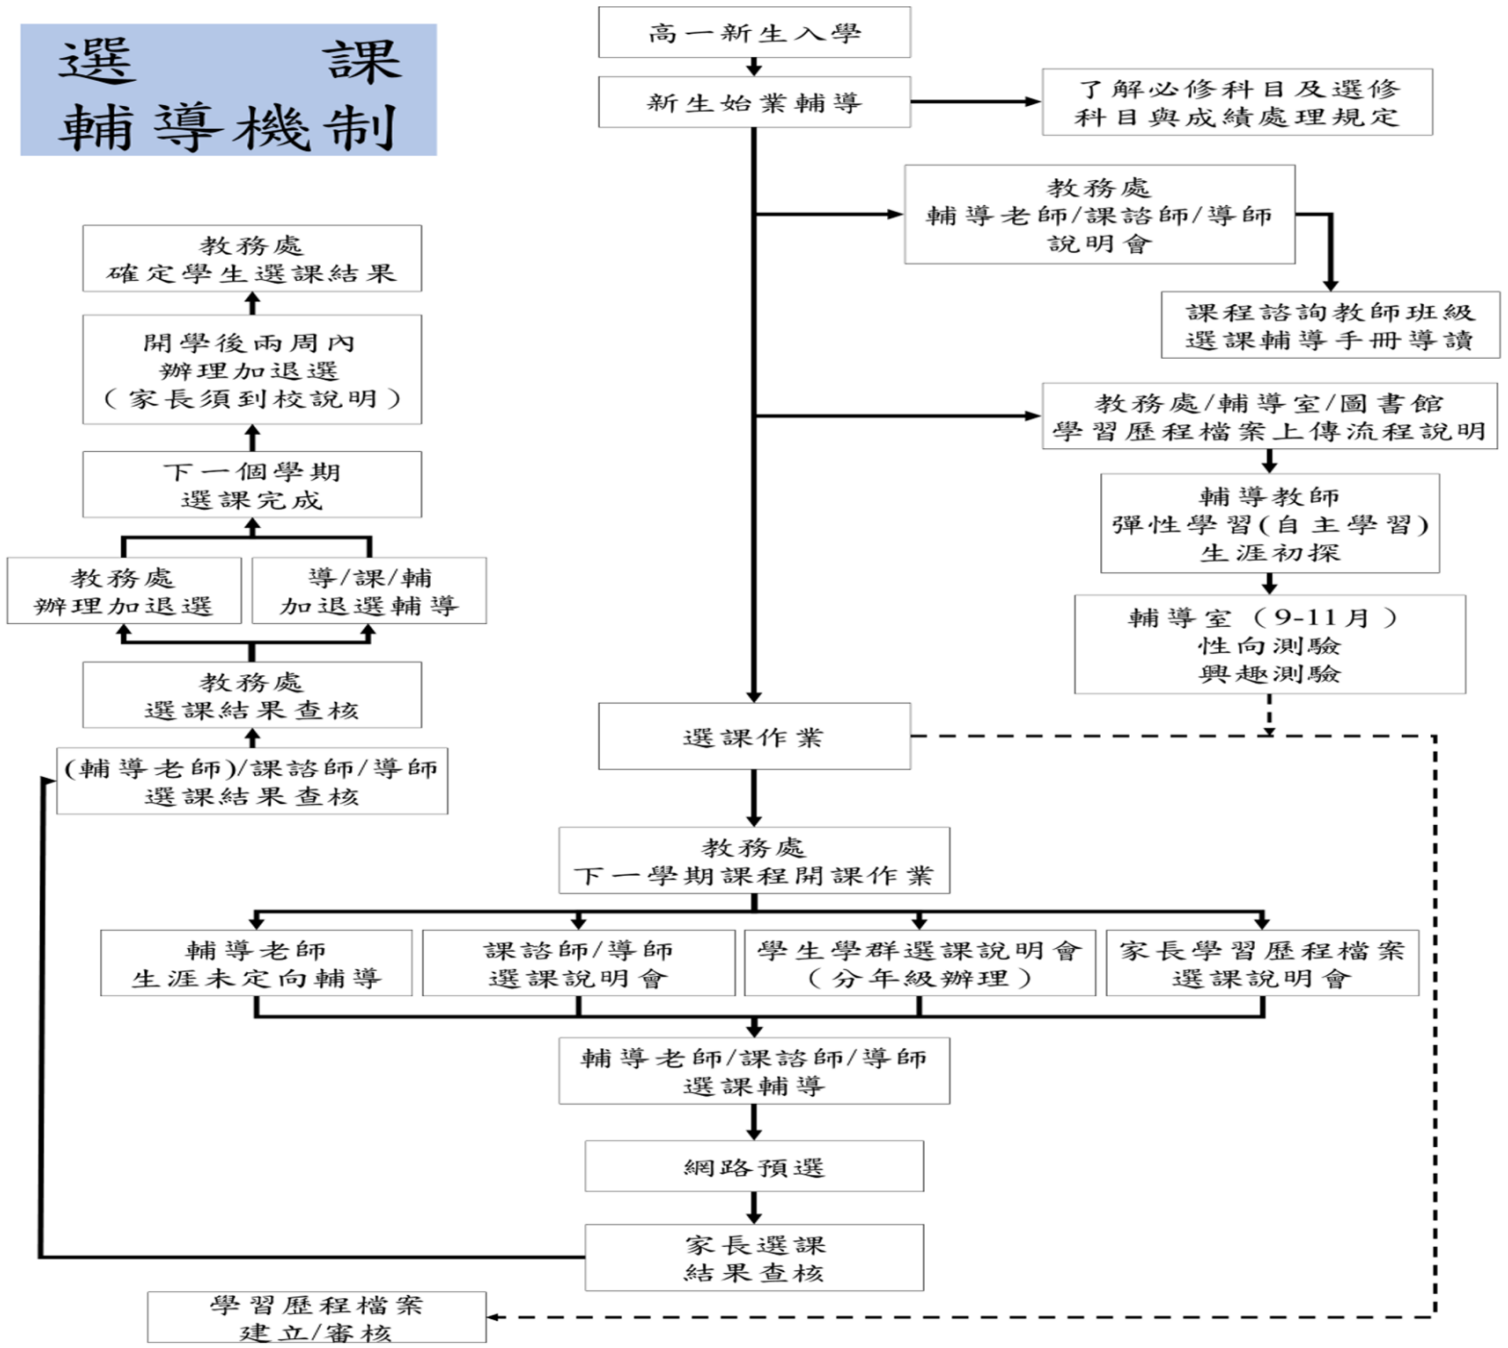 選課
輔導機制
高一新生入學
新生始業輔導
了解必修科目及選修
科目與成績處理規定
教務處
輔導老師/課諮師/導師
說明會
課程諮詢教師班級
選課輔導手冊導讀
教務處/輔導室/圖書館
學習歷程檔案上傳流程說明
輔導教師
彈性學習(自主學習)
生涯初探
輔導室（9-11月）
性向測驗
興趣測驗
選課作業
教務處
下一學期課程開課作業
輔導老師
生涯未定向輔導
課諮師/導師
選課說明會
學生學群選課說明會
（分年級辦理）
家長學習歷程檔案
選課說明會
輔導老師/課諮師/導師
選課輔導
網路預選
家長選課
結果查核
(輔導老師)/課諮師/導師
選課結果查核
教務處
選課結果查核
教務處
辦理加退選
導/課/輔
加退選輔導
下一個學期
選課完成
開學後兩周內
辦理加退選
（家長須到校說明）
教務處
確定學生選課結果
學習歷程檔案
建立/審核